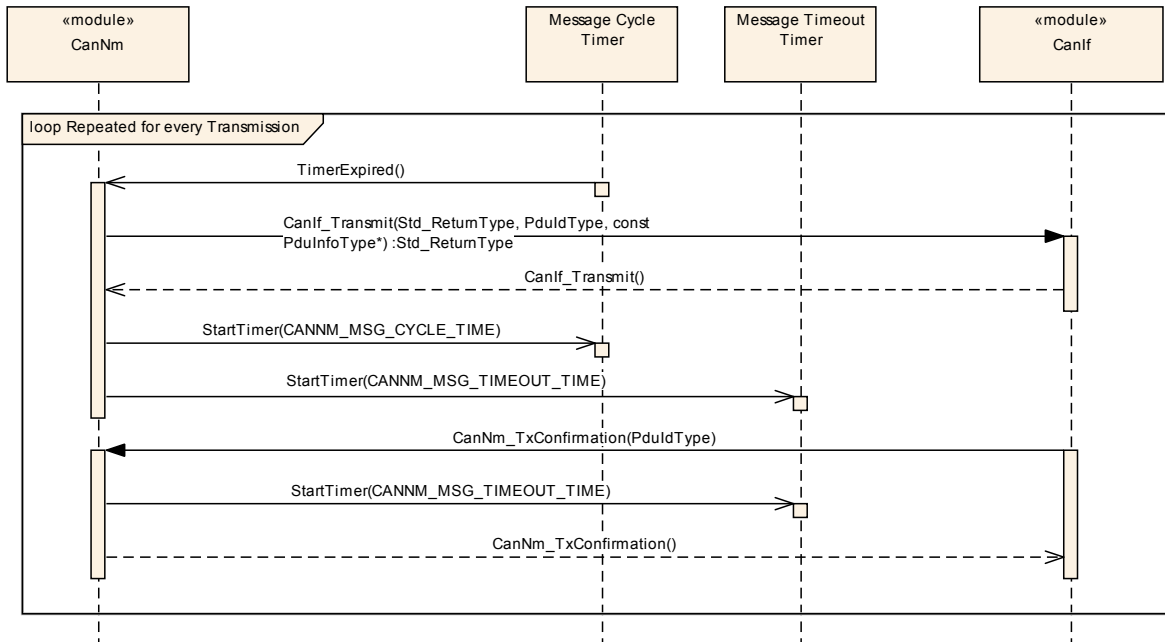 «module»
CanNm
Message Cycle
Timer
Message Timeout
Timer
«module»
CanIf
loop Repeated for every Transmission
TimerExpired()
CanIf_Transmit(Std_ReturnType, PduIdType, const
PduInfoType*) :Std_ReturnType
CanIf_Transmit()
StartTimer(CANNM_MSG_CYCLE_TIME)
StartTimer(CANNM_MSG_TIMEOUT_TIME)
CanNm_TxConfirmation(PduIdType)
StartTimer(CANNM_MSG_TIMEOUT_TIME)
CanNm_TxConfirmation()